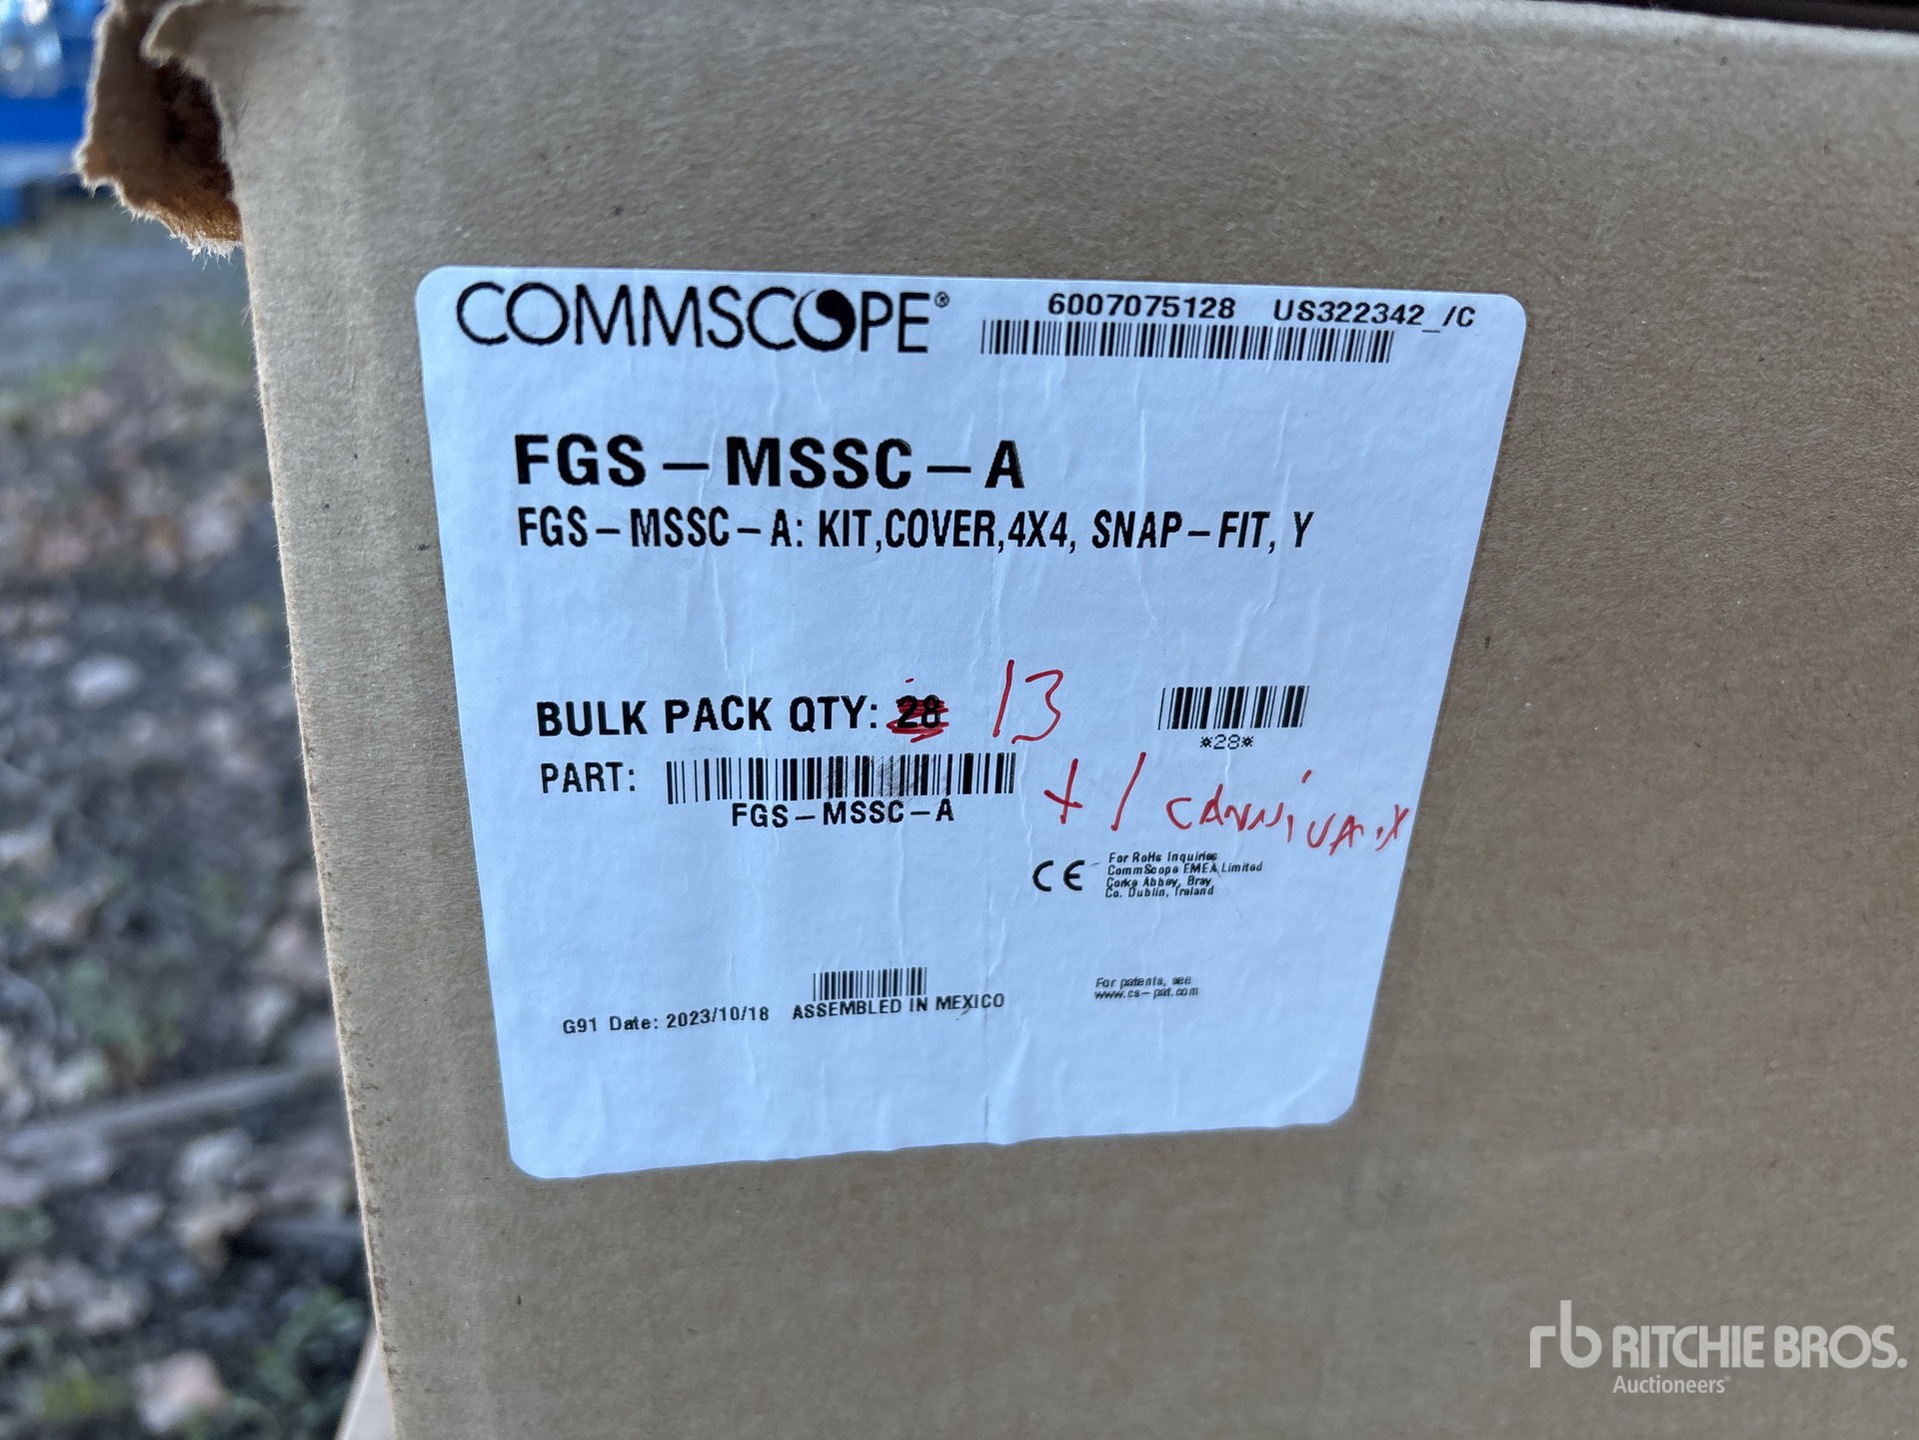 COMMSCOPE®
6007075128 US322342_/C
FGS-MSSC-A
FGS-MSSC-A: KIT,COVER,4X4, SNAP-FIT, Y
BULK PACK QTY: 28 13
*28*
PART:
FGS-MSSC-A
+ 1
CE
For RoHs Inquiries
CommScope EMEA Limited
Corke Abbey, Bray
Co. Dublin, Ireland
G91 Date: 2023/10/18 ASSEMBLED IN MEXICO
For patents, see
www.cs-pat.com
rb RITCHIE BROS.
Auctioneers